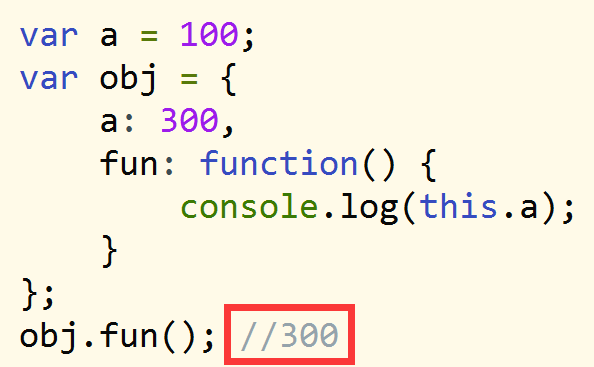 var a = 100;
var obj = {
    a: 300,
    fun: function() {
        console.log(this.a);
    }
};
obj.fun(); //300